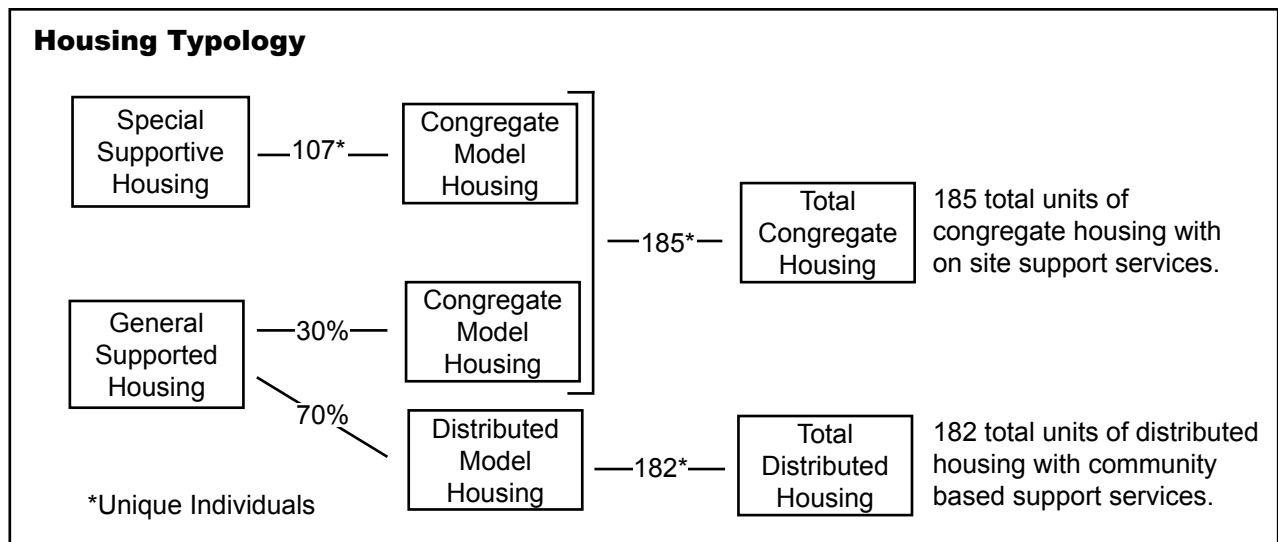 Housing Typology
Special
Supportive
Housing
107*
Congregate
Model
Housing
185*
Total
Congregate
Housing
185 total units of
congregate housing with
on site support services.
General
Supported
Housing
30%
Congregate
Model
Housing
70%
Distributed
Model
Housing
182*
Total
Distributed
Housing
182 total units of distributed
housing with community
based support services.
*Unique Individuals